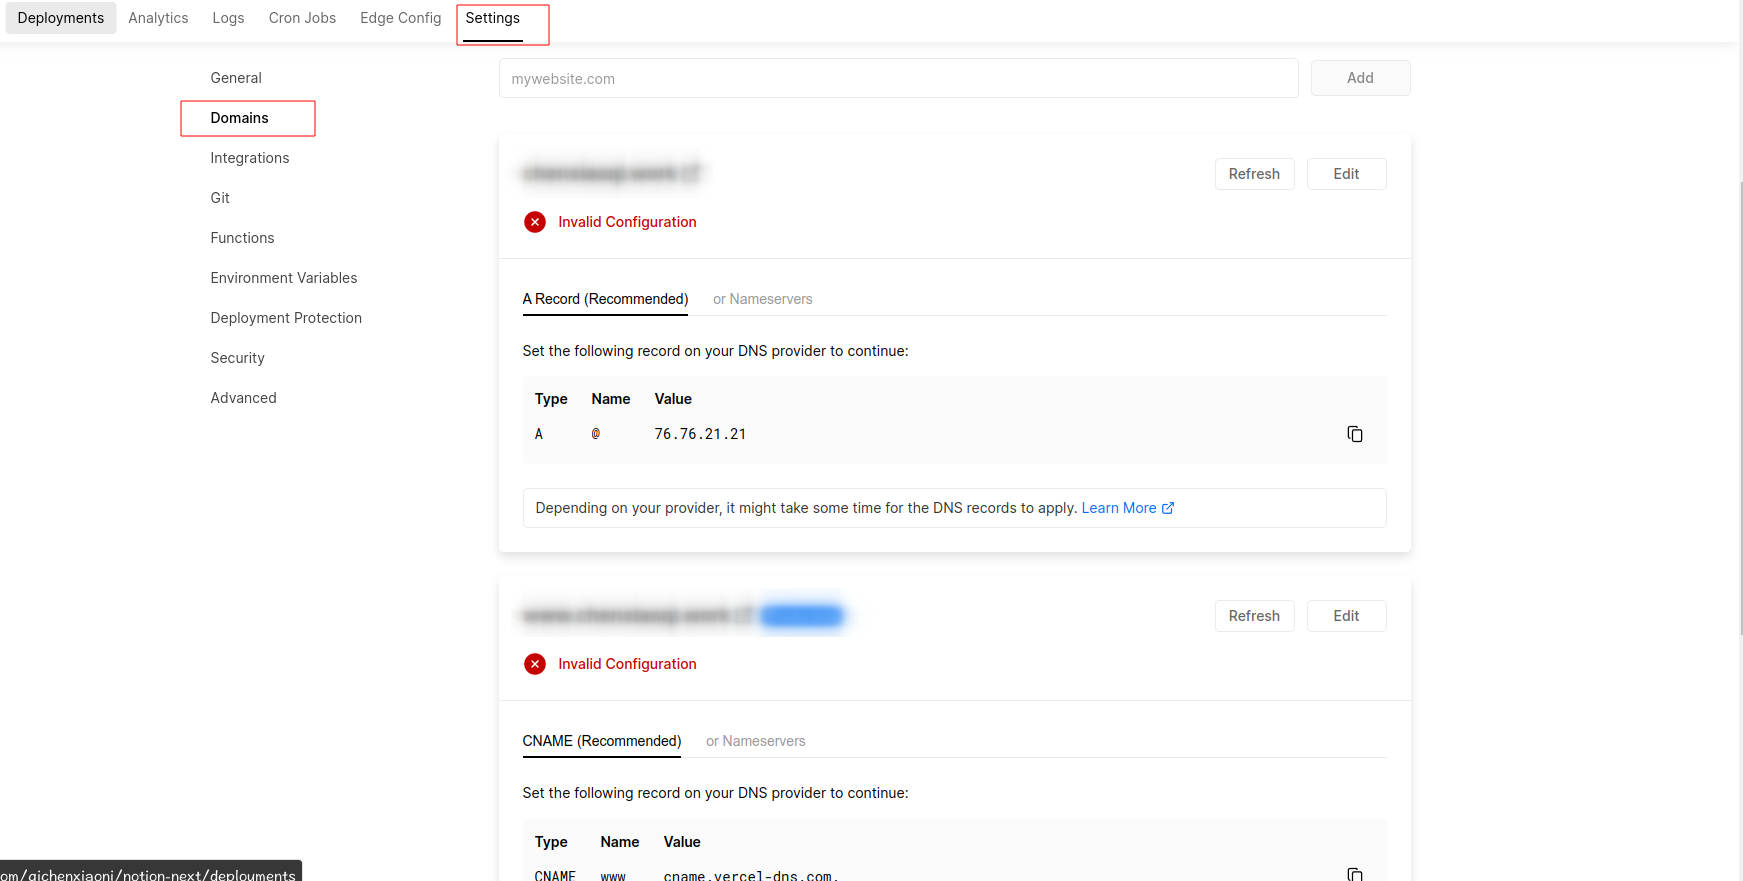 Deployments Analytics Logs Cron Jobs Edge Config Settings
General
Domains
Integrations
Git
Functions
Environment Variables
Deployment Protection
Security
Advanced
mywebsite.com Add
Refresh Edit
Invalid Configuration
A Record (Recommended) or Nameservers
Set the following record on your DNS provider to continue:
Type Name Value
A @ 76.76.21.21
Depending on your provider, it might take some time for the DNS records to apply. Learn More
Refresh Edit
Invalid Configuration
CNAME (Recommended) or Nameservers
Set the following record on your DNS provider to continue:
Type Name Value
CNAME www cname.vercel-dns.com.
om/qichenxiaoni/notion-next/deployments